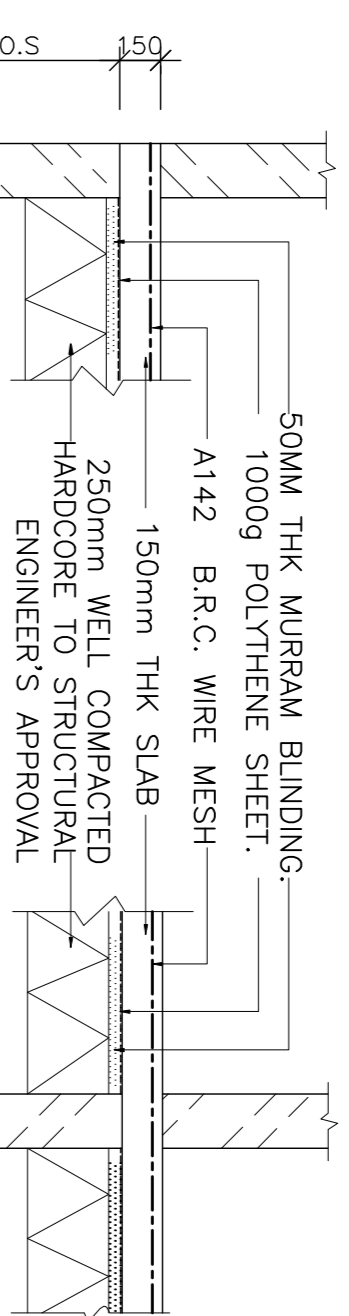 O.S
150
50MM THK MURRAM BLINDING.
1000g POLYTHENE SHEET.
A142 B.R.C. WIRE MESH
150mm THK SLAB
250mm WELL COMPACTED
HARDCORE TO STRUCTURAL
ENGINEER'S APPROVAL